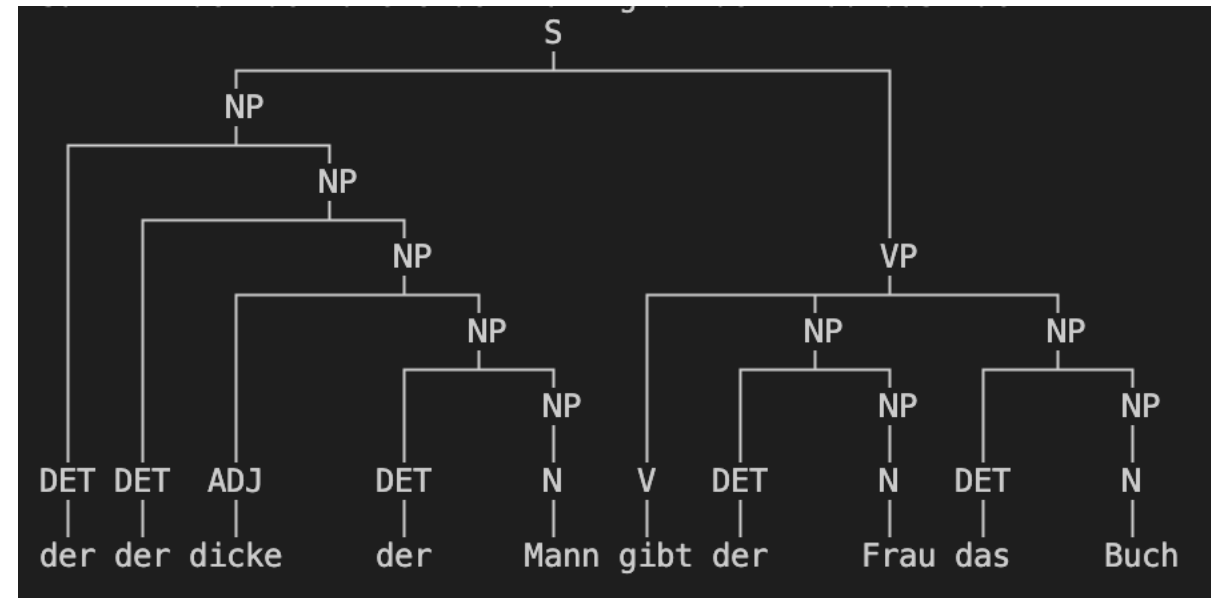 S
NP
NP
NP VP
NP NP NP
NP NP NP
DET DET ADJ DET N V DET N DET N
der der dicke der Mann gibt der Frau das Buch